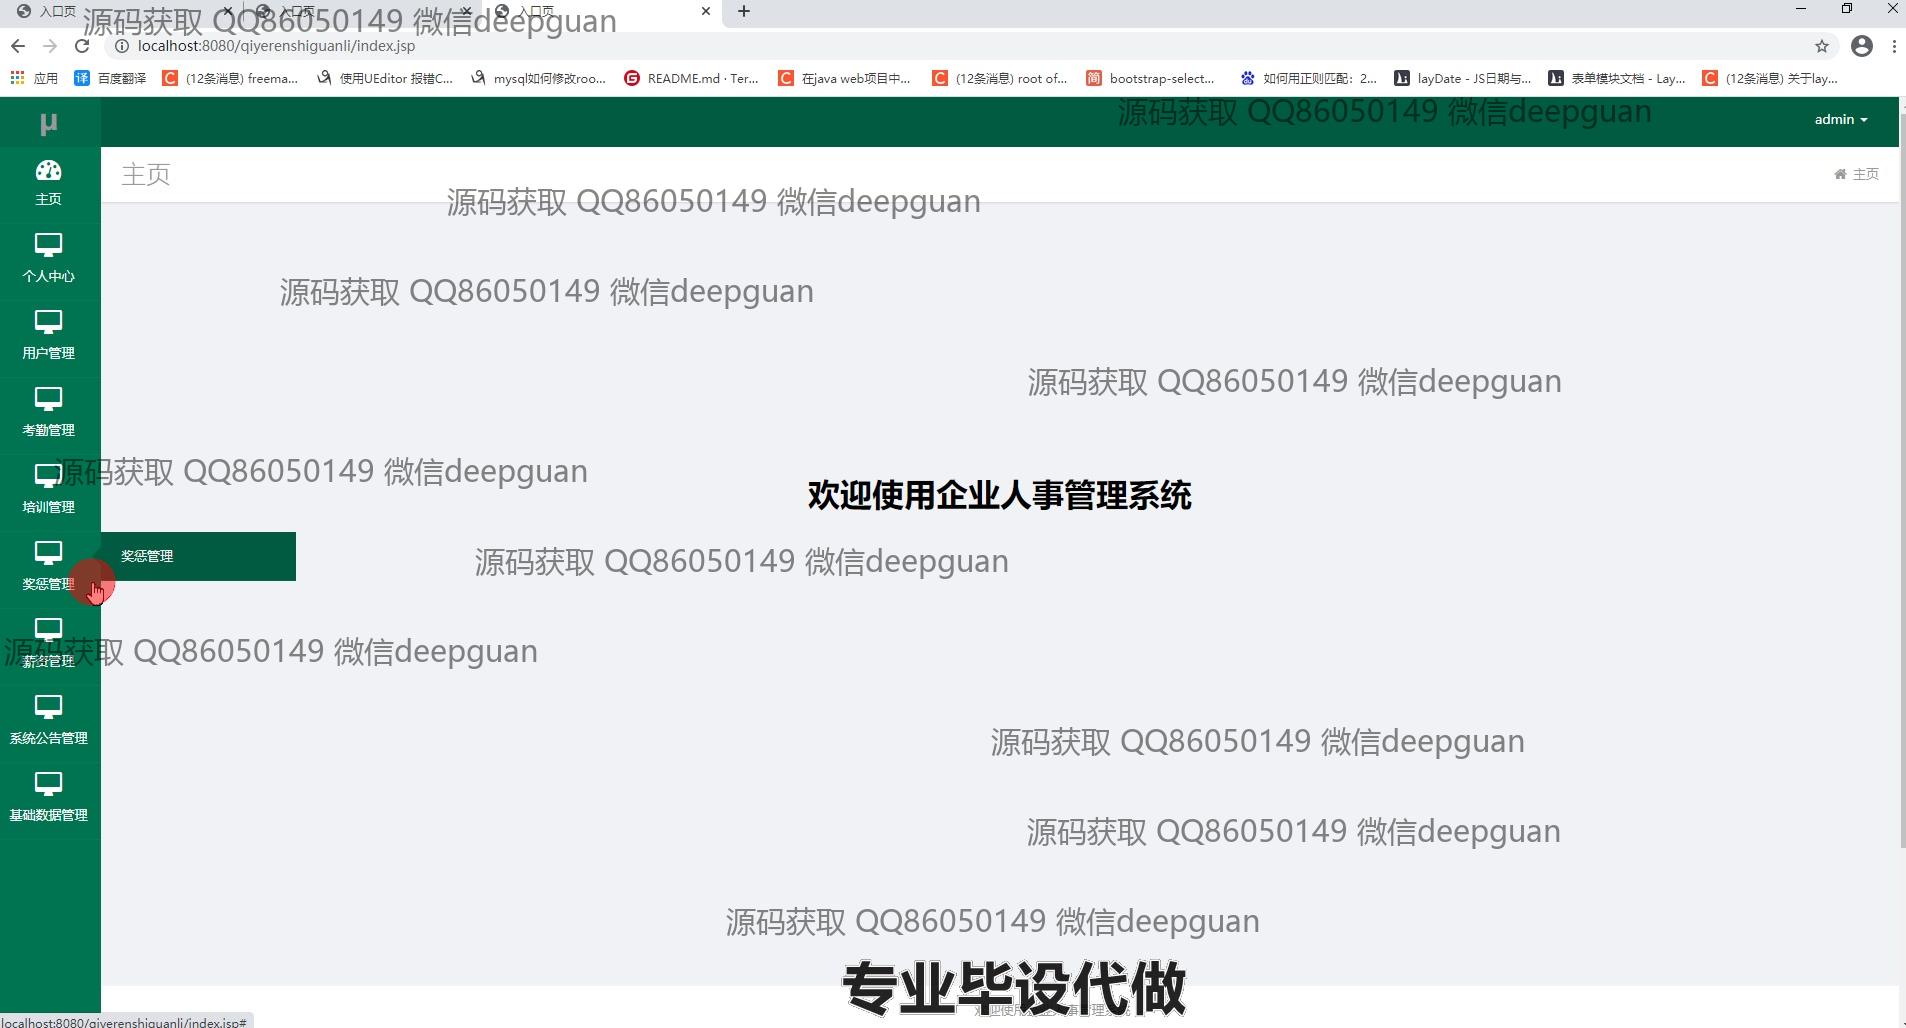 入口页
入口页
入口页
源码获取 QQ86050149 微信deepguan
localhost:8080/qiyerenshiguanli/index.jsp
应用
百度翻译
(12条消息) freema...
使用UEditor 报错C...
mysql如何修改roo...
README.md · Ter...
在java web项目中...
(12条消息) root of...
bootstrap-select...
如何用正则匹配：2...
layDate - JS日期与...
表单模块文档 - Lay...
(12条消息) 关于lay...
μ
源码获取 QQ86050149 微信deepguan
admin
主页
主页
主页
源码获取 QQ86050149 微信deepguan
个人中心
源码获取 QQ86050149 微信deepguan
用户管理
源码获取 QQ86050149 微信deepguan
考勤管理
源码获取 QQ86050149 微信deepguan
培训管理
欢迎使用企业人事管理系统
奖惩管理
奖惩管理
源码获取 QQ86050149 微信deepguan
源码获取 QQ86050149 微信deepguan
薪资管理
系统公告管理
源码获取 QQ86050149 微信deepguan
基础数据管理
源码获取 QQ86050149 微信deepguan
源码获取 QQ86050149 微信deepguan
专业毕设代做
localhost:8080/qiyerenshiguanli/index.jsp#